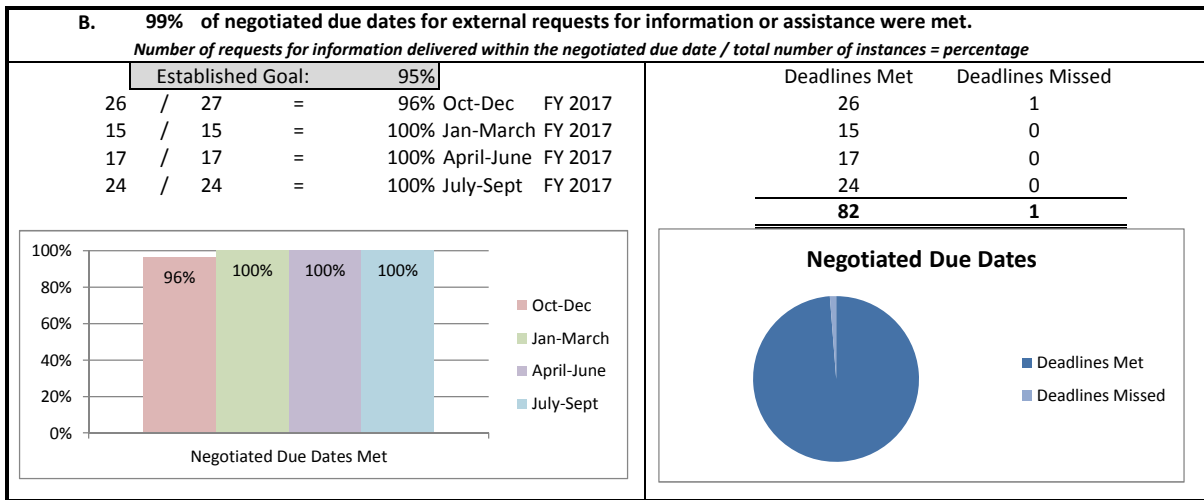 B. 99% of negotiated due dates for external requests for information or assistance were met.
Number of requests for information delivered within the negotiated due date / total number of instances = percentage
Established Goal: 95%
26 / 27 = 96% Oct-Dec FY 2017
15 / 15 = 100% Jan-March FY 2017
17 / 17 = 100% April-June FY 2017
24 / 24 = 100% July-Sept FY 2017
Deadlines Met Deadlines Missed
26 1
15 0
17 0
24 0
82 1
100%
80%
60%
40%
20%
0%
96% 100% 100% 100%
Negotiated Due Dates Met
Oct-Dec
Jan-March
April-June
July-Sept
Negotiated Due Dates
Deadlines Met
Deadlines Missed